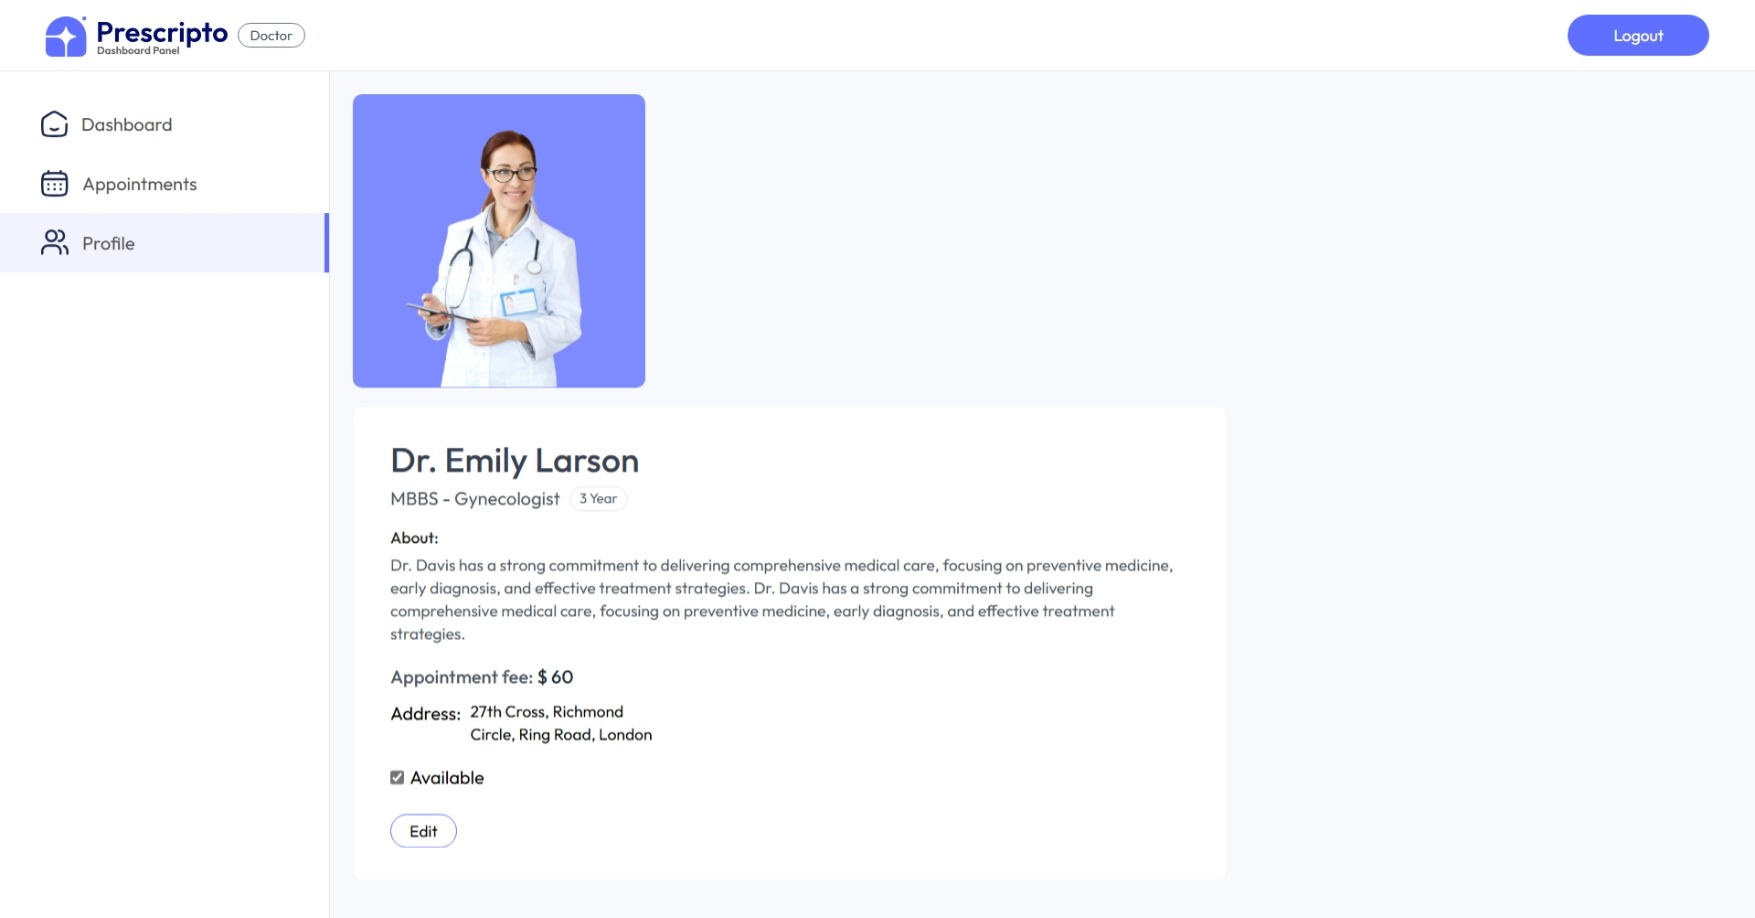 Prescripto
Dashboard Panel
Doctor
Logout
Dashboard
Appointments
Profile
Dr. Emily Larson
MBBS - Gynecologist 3 Year
About:
Dr. Davis has a strong commitment to delivering comprehensive medical care, focusing on preventive medicine,
early diagnosis, and effective treatment strategies. Dr. Davis has a strong commitment to delivering
comprehensive medical care, focusing on preventive medicine, early diagnosis, and effective treatment
strategies.
Appointment fee: $ 60
Address: 27th Cross, Richmond
Circle, Ring Road, London
Available
Edit